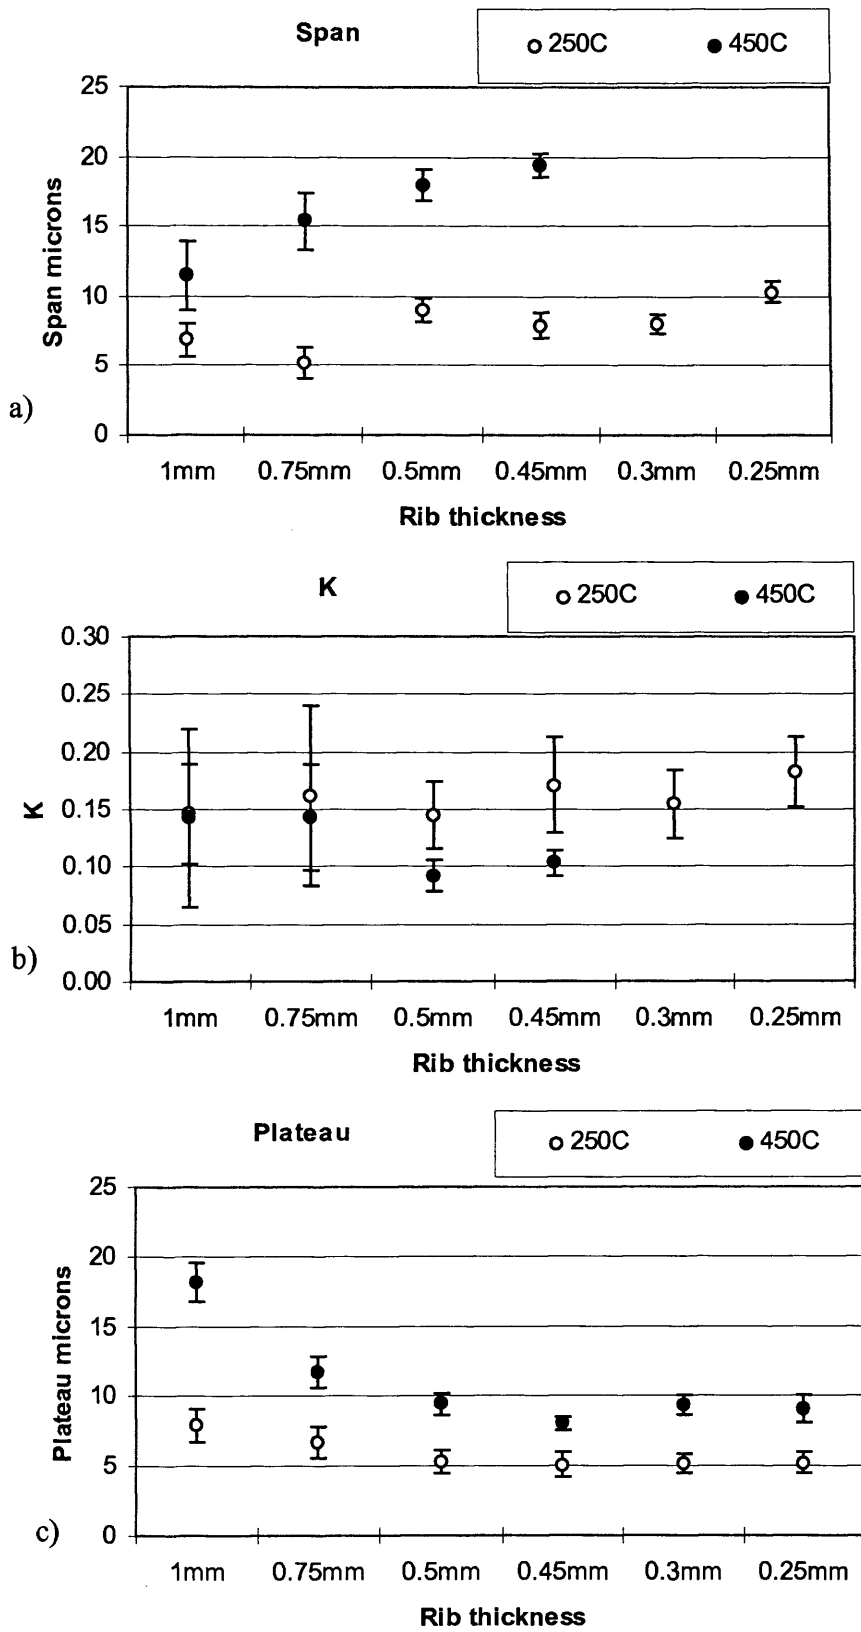 Span
250C 450C
25
20
15
10
5
0
Span microns
a)
1mm 0.75mm 0.5mm 0.45mm 0.3mm 0.25mm
Rib thickness
K
250C 450C
0.30
0.25
0.20
0.15
0.10
0.05
0.00
K
b)
1mm 0.75mm 0.5mm 0.45mm 0.3mm 0.25mm
Rib thickness
Plateau
250C 450C
25
20
15
10
5
0
Plateau microns
c)
1mm 0.75mm 0.5mm 0.45mm 0.3mm 0.25mm
Rib thickness